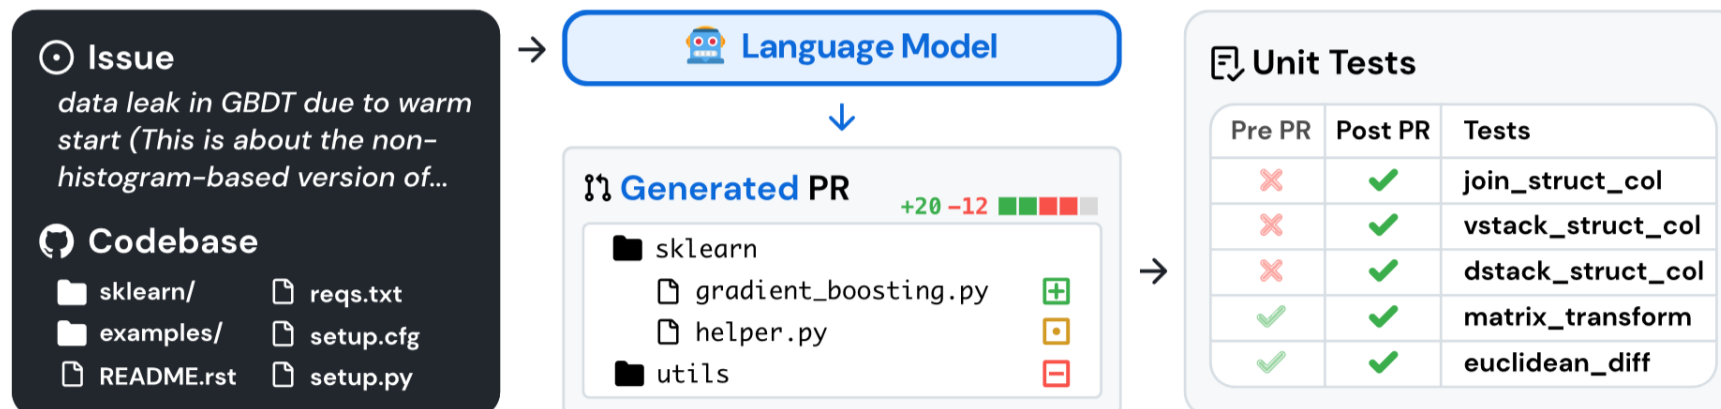 Issue
data leak in GBDT due to warm
start (This is about the non-
histogram-based version of...
Codebase
sklearn/
reqs.txt
examples/
setup.cfg
README.rst
setup.py
Language Model
Generated PR
+20 -12
sklearn
gradient_boosting.py
helper.py
utils
Unit Tests
Pre PR Post PR Tests
join_struct_col
vstack_struct_col
dstack_struct_col
matrix_transform
euclidean_diff